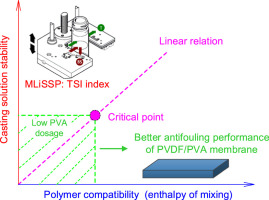 Casting solution stability
MLiSSP: TSI index
Linear relation
Low PVA
dosage
Critical point
Better antifouling performance
of PVDF/PVA membrane
Polymer compatibility (enthalpy of mixing)